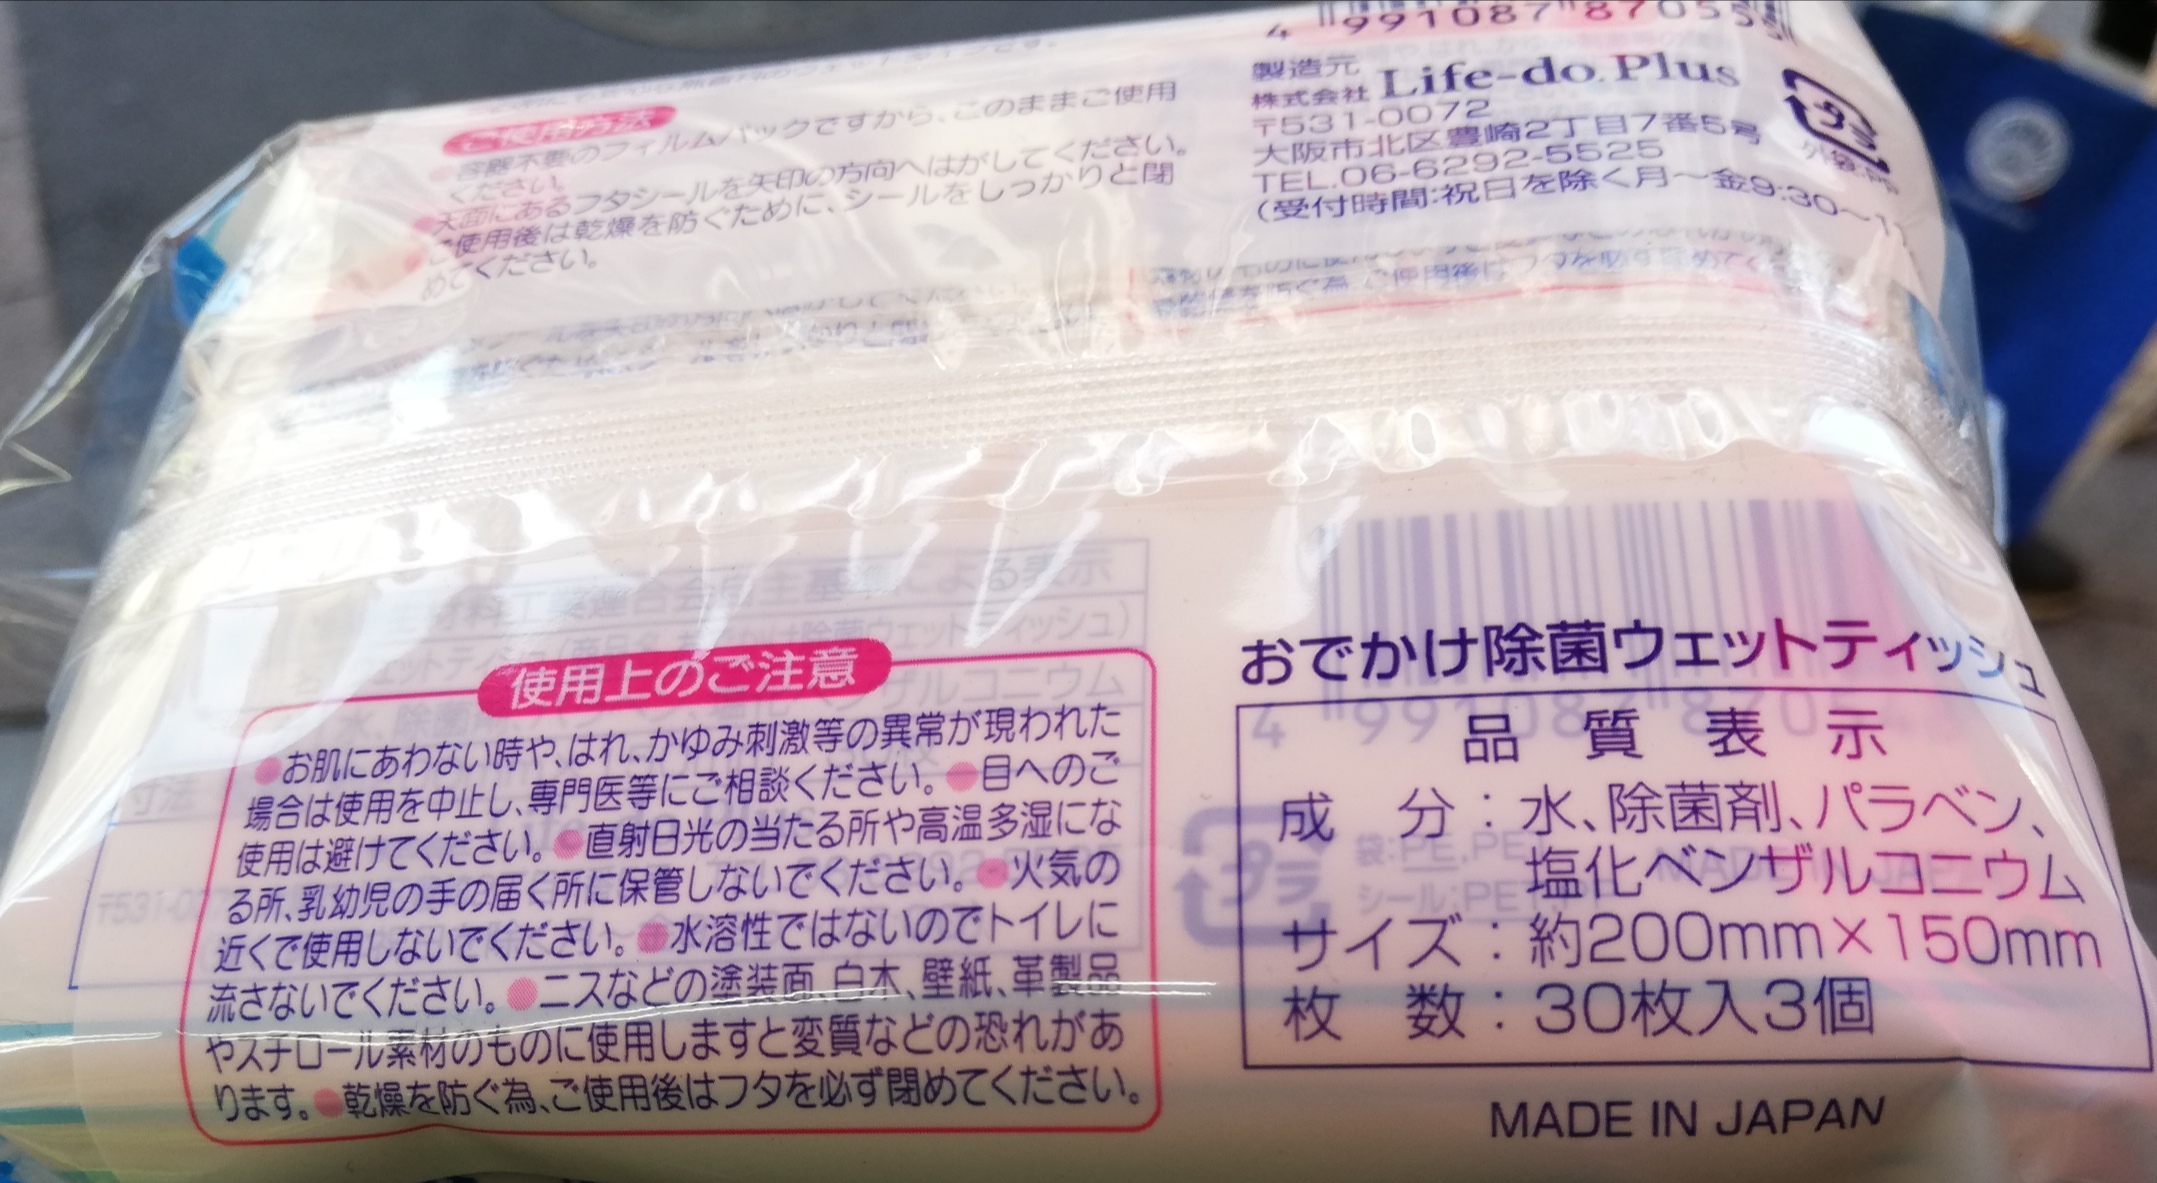 4 991087 87055
ご使用方法
●容器不要のフィルムパックですから、このままご使用
ください。
●天面にあるフタシールを矢印の方向へはがしてください。
ご使用後は乾燥を防ぐために、シールをしっかりと閉
めてください。
製造元
株式会社 Life-do.Plus
〒531-0072
大阪市北区豊崎2丁目7番5号
TEL.06-6292-5525
(受付時間:祝日を除く月~金9:30~
プラ
使用上のご注意
●お肌にあわない時や、はれ、かゆみ刺激等の異常が現われた
場合は使用を中止し、専門医等にご相談ください。●目へのご
使用は避けてください。●直射日光の当たる所や高温多湿にな
る所、乳幼児の手の届く所に保管しないでください。●火気の
近くで使用しないでください。●水溶性ではないのでトイレに
流さないでください。●ニスなどの塗装面、白木、壁紙、革製品
やスチロール素材のものに使用しますと変質などの恐れがあ
ります。●乾燥を防ぐ為、ご使用後はフタを必ず閉めてください。
おでかけ除菌ウェットティッシュ
品質表示
成 分:水、除菌剤、パラベン、
塩化ベンザルコニウム
サイズ:約200mm×150mm
枚 数:30枚入3個
MADE IN JAPAN